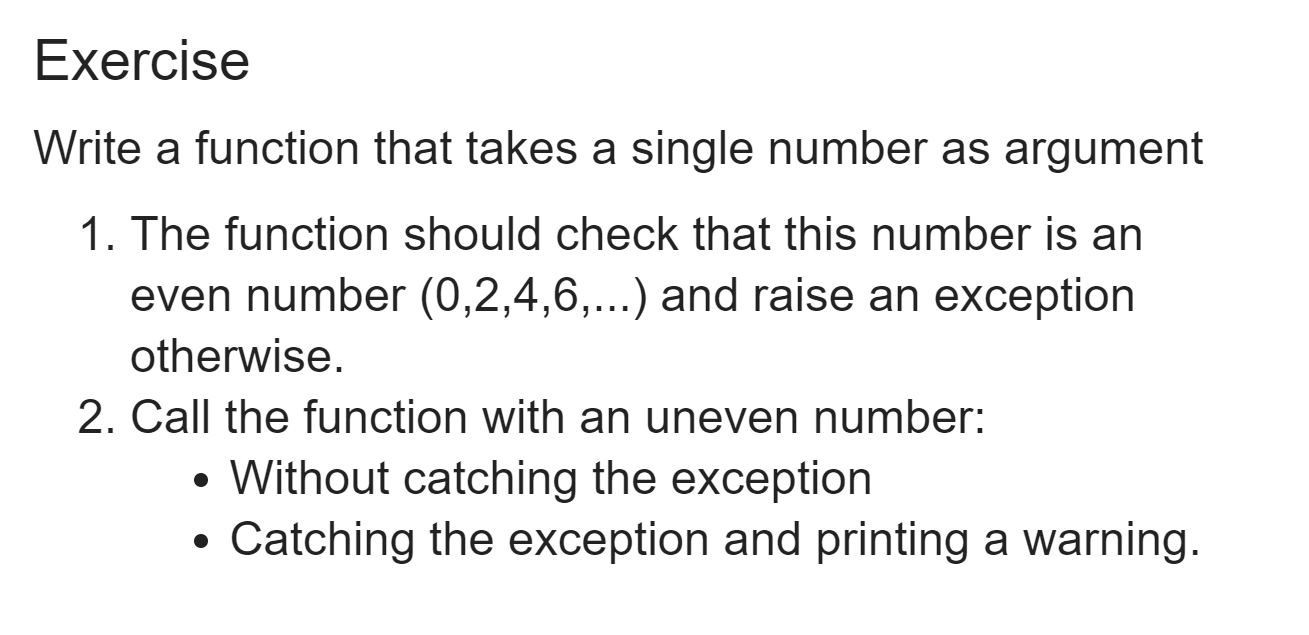 Exercise
Write a function that takes a single number as argument
1. The function should check that this number is an
even number (0,2,4,6,...) and raise an exception
otherwise.
2. Call the function with an uneven number:
• Without catching the exception
• Catching the exception and printing a warning.